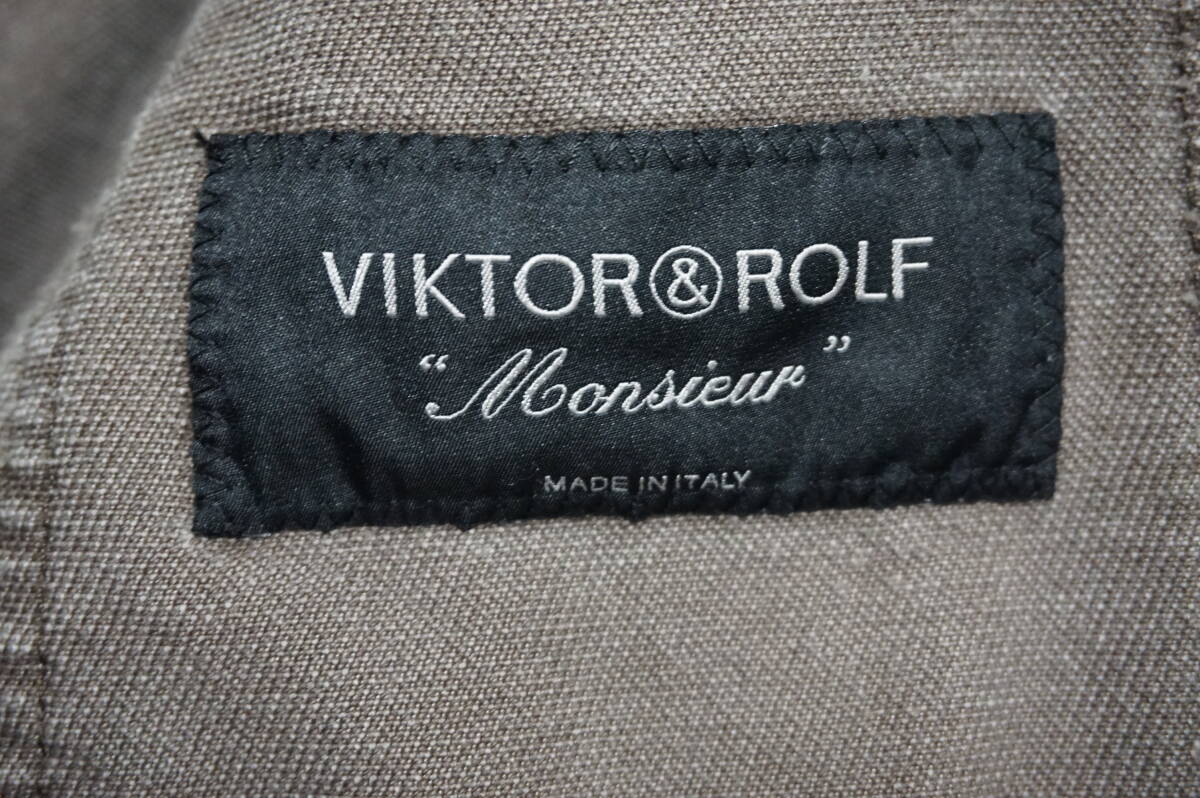 VIKTOR&ROLF
“Monsieur”
MADE IN ITALY